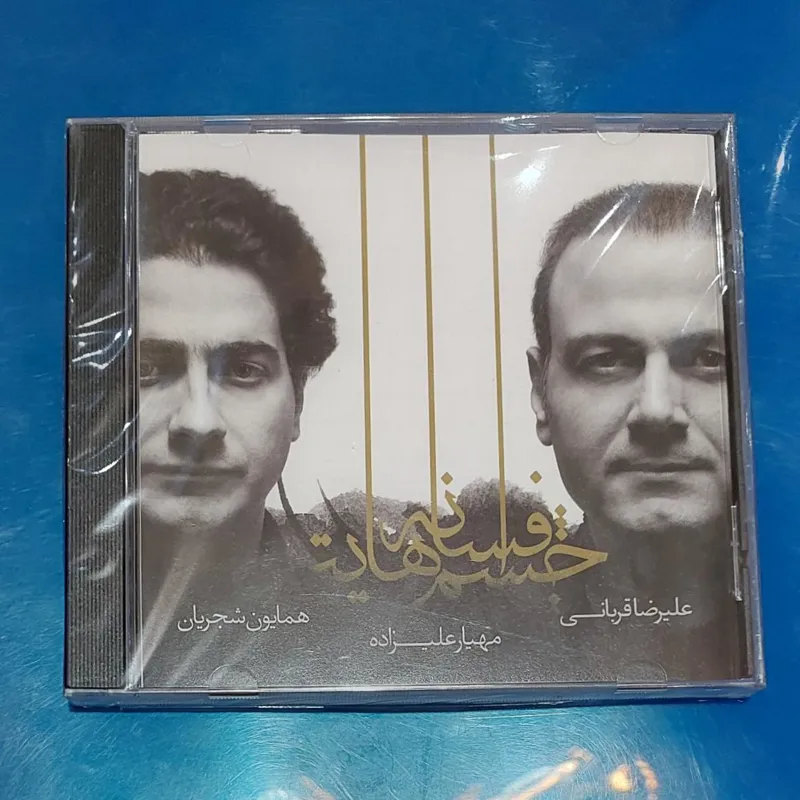 افسانه
چشم‌هایت
علیرضا قربانی
همایون شجریان
مهیار علیزاده